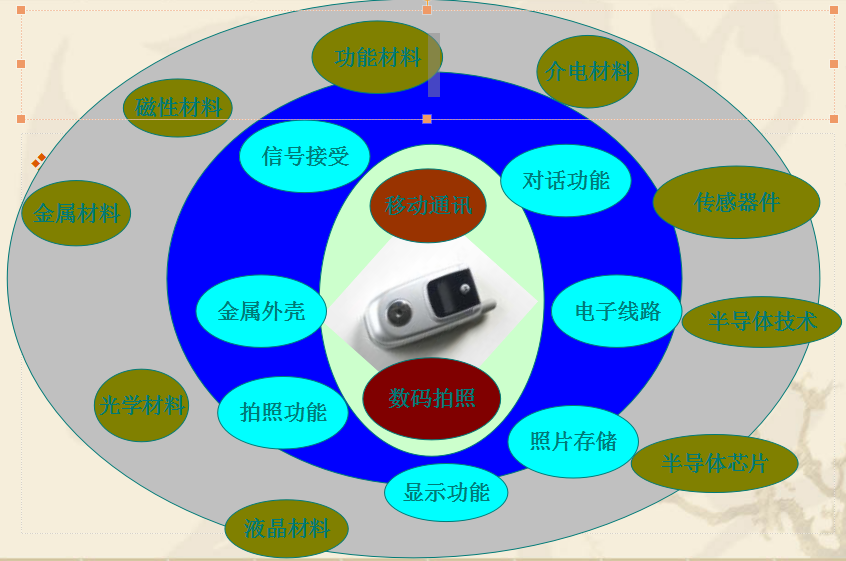 功能材料
介电材料
磁性材料
信号接受
对话功能
移动通讯
传感器件
金属材料
金属外壳
电子线路
半导体技术
数码拍照
光学材料
拍照功能
照片存储
半导体芯片
显示功能
液晶材料